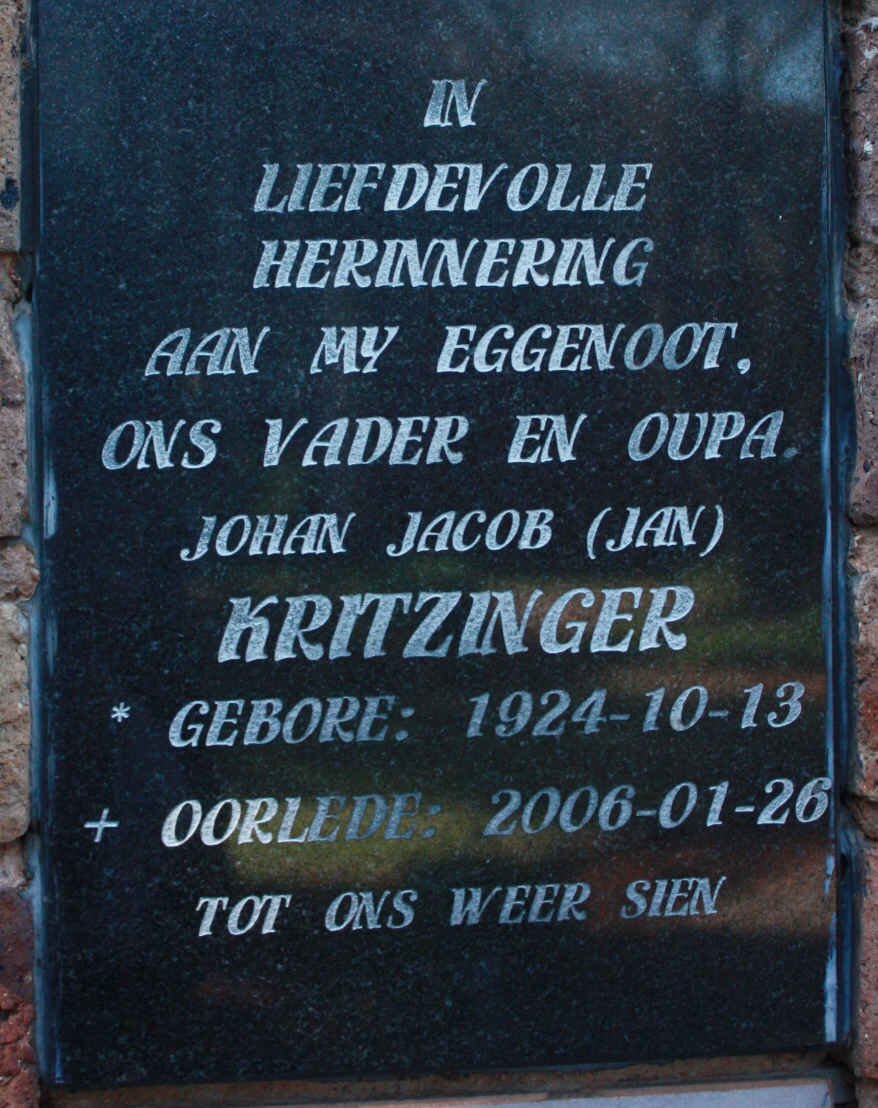 IN
LIEFDEVOLLE
HERINNERING
AAN MY EGGENOOT,
ONS VADER EN OUPA.
JOHAN JACOB (JAN)
KRITZINGER
* GEBORE: 1924-10-13
+ OORLEDE: 2006-01-26
TOT ONS WEER SIEN